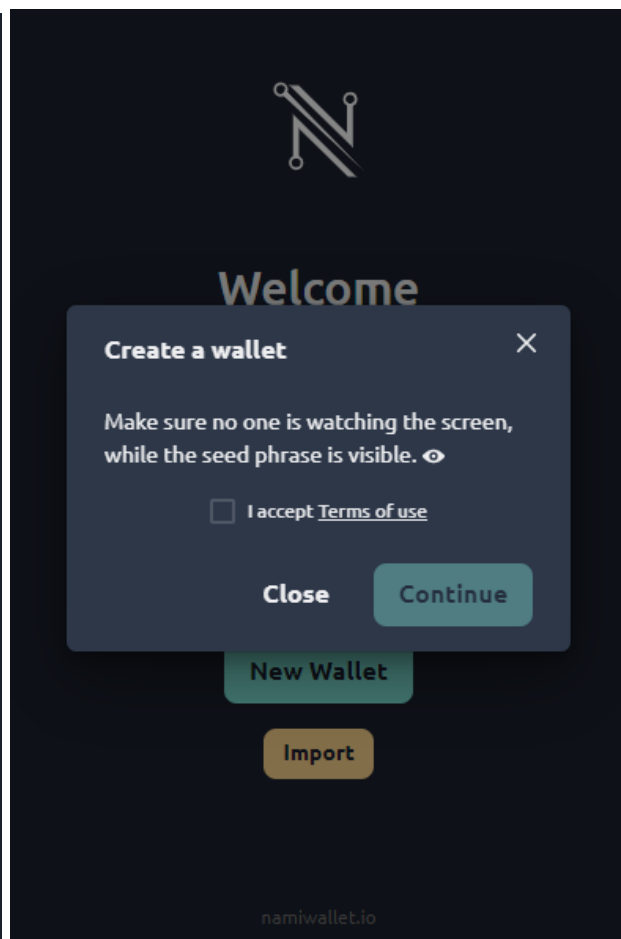 Welcome
Create a wallet
Make sure no one is watching the screen,
while the seed phrase is visible.
I accept Terms of use
Close
Continue
New Wallet
Import
namiwallet.io